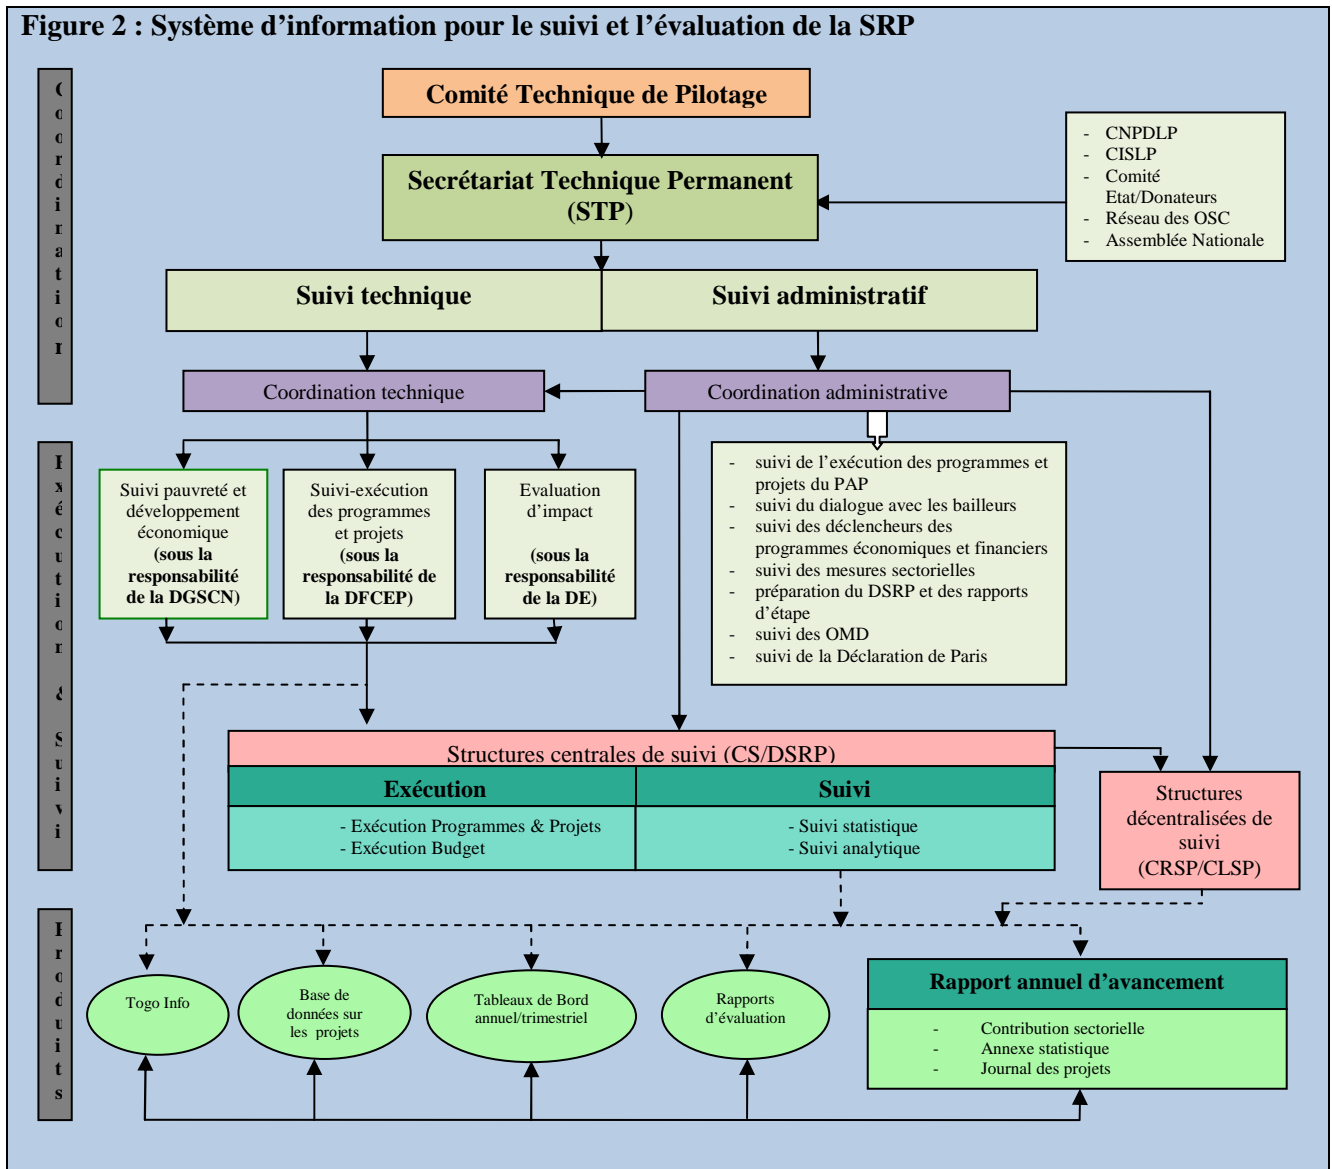 Figure 2 : Système d’information pour le suivi et l’évaluation de la SRP
Comité Technique de Pilotage
Secrétariat Technique Permanent
(STP)
- CNPDLP
- CISLP
- Comité
Etat/Donateurs
- Réseau des OSC
- Assemblée Nationale
Suivi technique
Suivi administratif
Coordination technique
Coordination administrative
Suivi pauvreté et
développement
économique
(sous la
responsabilité
de la DGSCN)
Suivi-exécution
des programmes
et projets
(sous la
responsabilité de
la DFCEP)
Evaluation
d’impact
(sous la
responsabilité
de la DE)
- suivi de l’exécution des programmes et
projets du PAP
- suivi du dialogue avec les bailleurs
- suivi des déclencheurs des
programmes économiques et financiers
- suivi des mesures sectorielles
- préparation du DSRP et des rapports
d’étape
- suivi des OMD
- suivi de la Déclaration de Paris
Structures centrales de suivi (CS/DSRP)
Exécution
Suivi
- Exécution Programmes & Projets
- Exécution Budget
- Suivi statistique
- Suivi analytique
Structures
décentralisées de
suivi
(CRSP/CLSP)
Togo Info
Base de
données sur
les projets
Tableaux de Bord
annuel/trimestriel
Rapports
d’évaluation
Rapport annuel d’avancement
- Contribution sectorielle
- Annexe statistique
- Journal des projets
Coordination
Exécution & Suivi
Produits